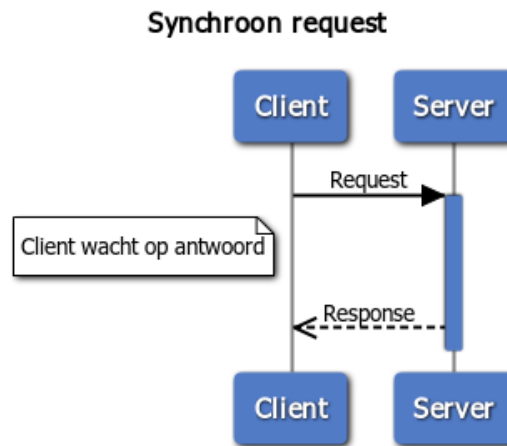 Synchroon request
Client Server
Request
Client wacht op antwoord
Response
Client Server